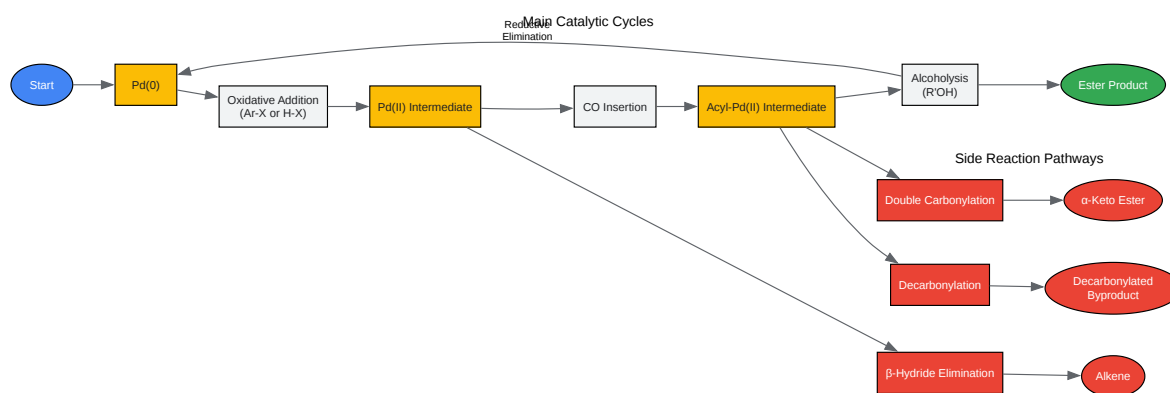 Main Catalytic Cycles
Reductive
Elimination
Start
Pd(0)
Oxidative Addition
(Ar-X or H-X)
Pd(II) Intermediate
CO Insertion
Acyl-Pd(II) Intermediate
Alcoholysis
(R'OH)
Ester Product
Side Reaction Pathways
Double Carbonylation
α-Keto Ester
Decarbonylation
Decarbonylated
Byproduct
β-Hydride Elimination
Alkene